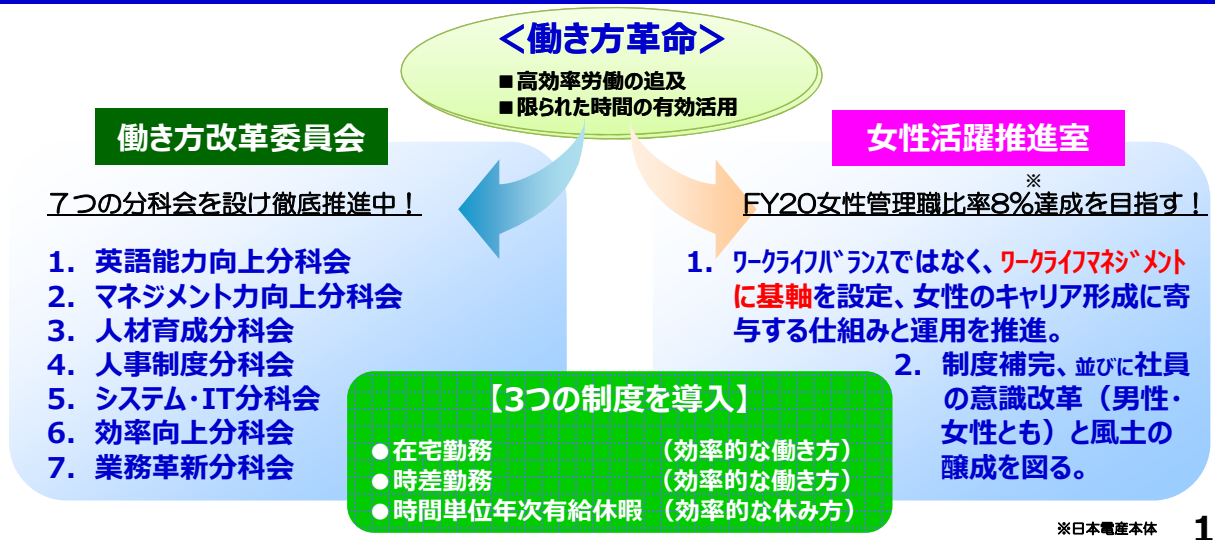 ＜働き方革命＞
■高効率労働の追及
■限られた時間の有効活用
働き方改革委員会
７つの分科会を設け徹底推進中！
1. 英語能力向上分科会
2. マネジメント力向上分科会
3. 人材育成分科会
4. 人事制度分科会
5. システム・IT分科会
6. 効率向上分科会
7. 業務革新分科会
女性活躍推進室
※
FY20女性管理職比率8%達成を目指す！
1. ﾜｰｸﾗｲﾌﾊﾞﾗﾝｽではなく、ﾜｰｸﾗｲﾌﾏﾈｼﾞﾒﾝﾄ
に基軸を設定、女性のキャリア形成に寄
与する仕組みと運用を推進。
2. 制度補完、並びに社員
の意識改革（男性・
女性とも）と風土の
醸成を図る。
【3つの制度を導入】
●在宅勤務 （効率的な働き方）
●時差勤務 （効率的な働き方）
●時間単位年次有給休暇 （効率的な休み方）
※日本電産本体 1